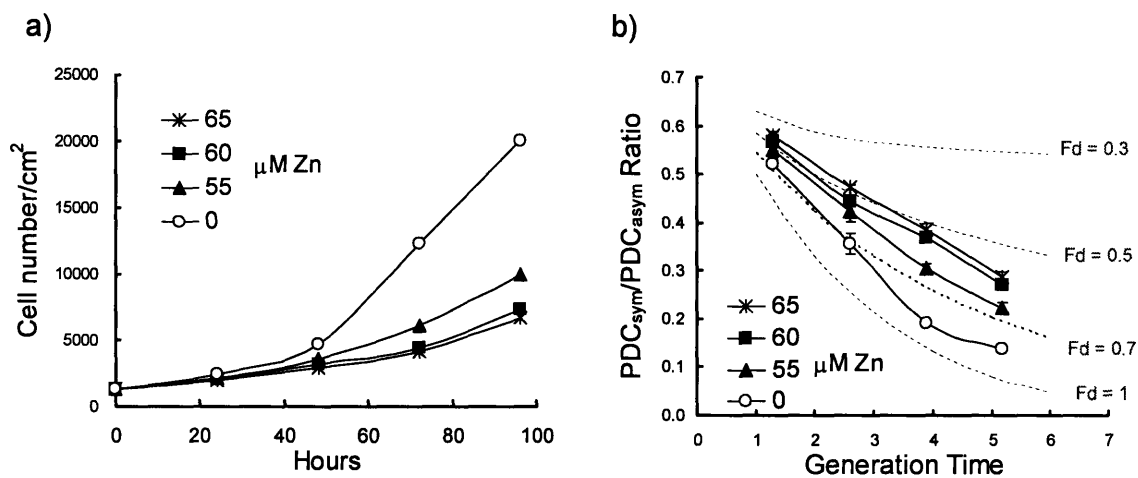 a)
25000
20000
15000
10000
5000
0
Cell number/cm²
65
60
55
0
μM Zn
0 20 40 60 80 100
Hours
b)
0.7
0.6
0.5
0.4
0.3
0.2
0.1
0.0
PDCsym/PDCasym Ratio
Fd = 0.3
Fd = 0.5
Fd = 0.7
Fd = 1
65
60
55
0
μM Zn
0 1 2 3 4 5 6 7
Generation Time